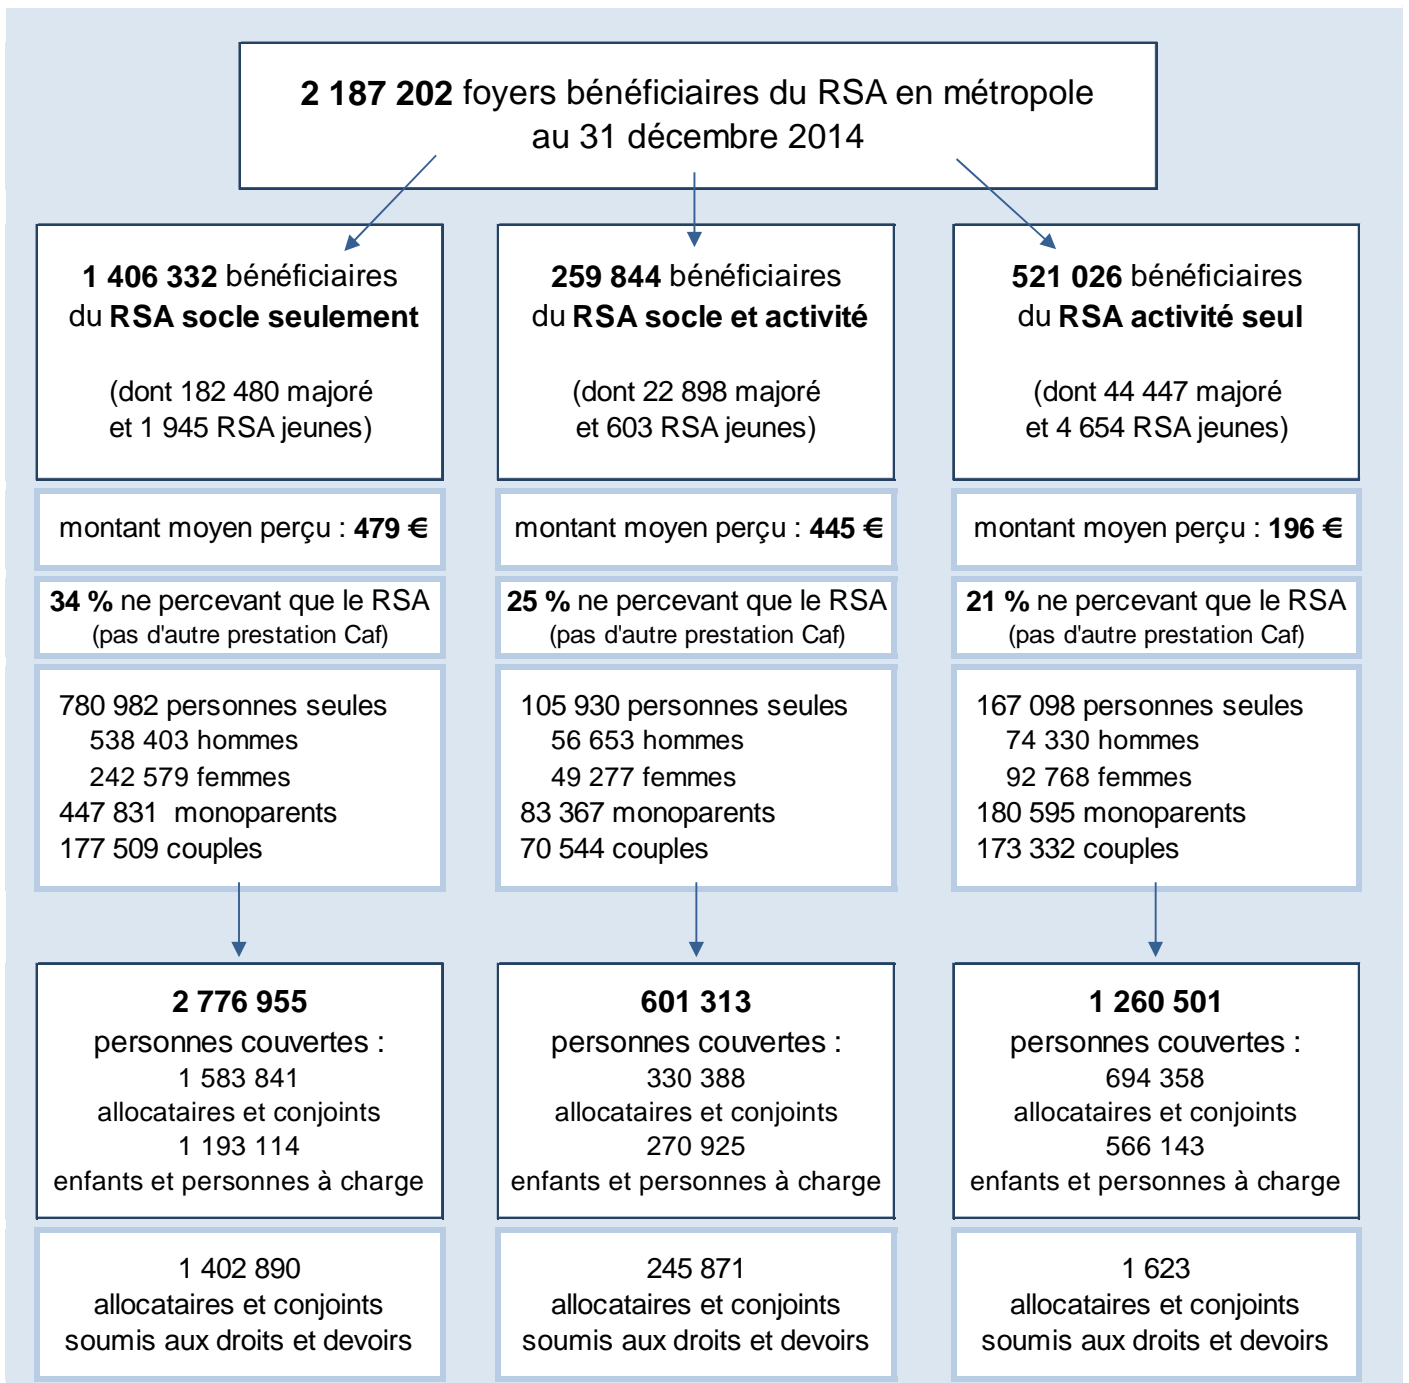 2 187 202 foyers bénéficiaires du RSA en métropole
au 31 décembre 2014
1 406 332 bénéficiaires
du RSA socle seulement
(dont 182 480 majoré
et 1 945 RSA jeunes)
montant moyen perçu : 479 €
34 % ne percevant que le RSA
(pas d'autre prestation Caf)
780 982 personnes seules
538 403 hommes
242 579 femmes
447 831 monoparents
177 509 couples
2 776 955
personnes couvertes :
1 583 841
allocataires et conjoints
1 193 114
enfants et personnes à charge
1 402 890
allocataires et conjoints
soumis aux droits et devoirs
259 844 bénéficiaires
du RSA socle et activité
(dont 22 898 majoré
et 603 RSA jeunes)
montant moyen perçu : 445 €
25 % ne percevant que le RSA
(pas d'autre prestation Caf)
105 930 personnes seules
56 653 hommes
49 277 femmes
83 367 monoparents
70 544 couples
601 313
personnes couvertes :
330 388
allocataires et conjoints
270 925
enfants et personnes à charge
245 871
allocataires et conjoints
soumis aux droits et devoirs
521 026 bénéficiaires
du RSA activité seul
(dont 44 447 majoré
et 4 654 RSA jeunes)
montant moyen perçu : 196 €
21 % ne percevant que le RSA
(pas d'autre prestation Caf)
167 098 personnes seules
74 330 hommes
92 768 femmes
180 595 monoparents
173 332 couples
1 260 501
personnes couvertes :
694 358
allocataires et conjoints
566 143
enfants et personnes à charge
1 623
allocataires et conjoints
soumis aux droits et devoirs